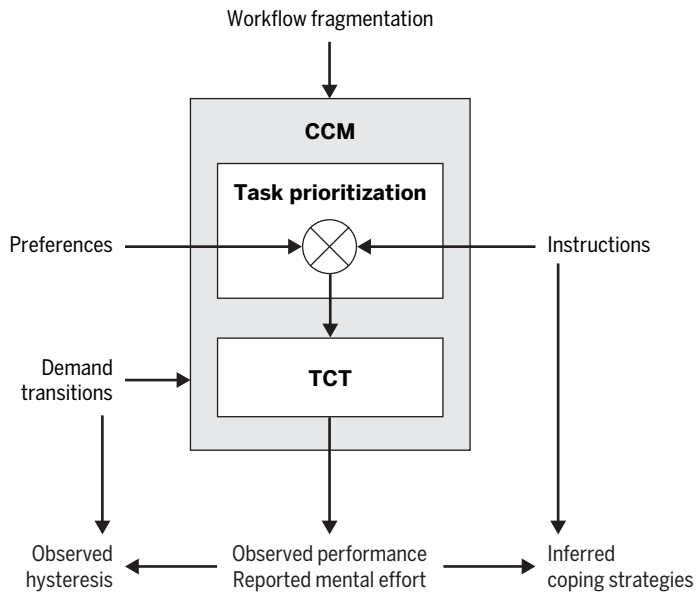 Workflow fragmentation
CCM
Task prioritization
Preferences
Instructions
Demand
transitions
TCT
Observed
hysteresis
Observed performance
Reported mental effort
Inferred
coping strategies